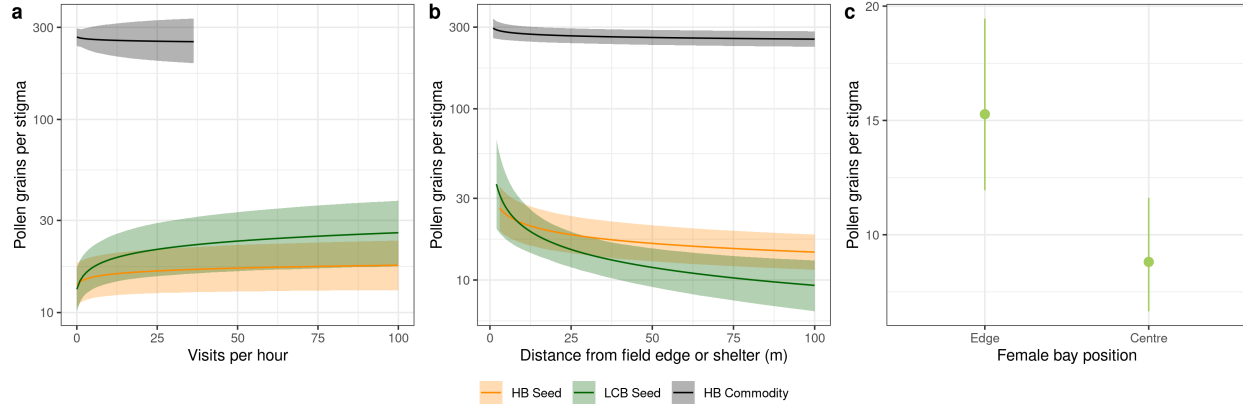 a
Pollen grains per stigma
300
100
30
10
0
25
50
75
100
Visits per hour
b
Pollen grains per stigma
300
100
30
10
0
25
50
75
100
Distance from field edge or shelter (m)
c
Pollen grains per stigma
20
15
10
Edge
Centre
Female bay position
HB Seed
LCB Seed
HB Commodity